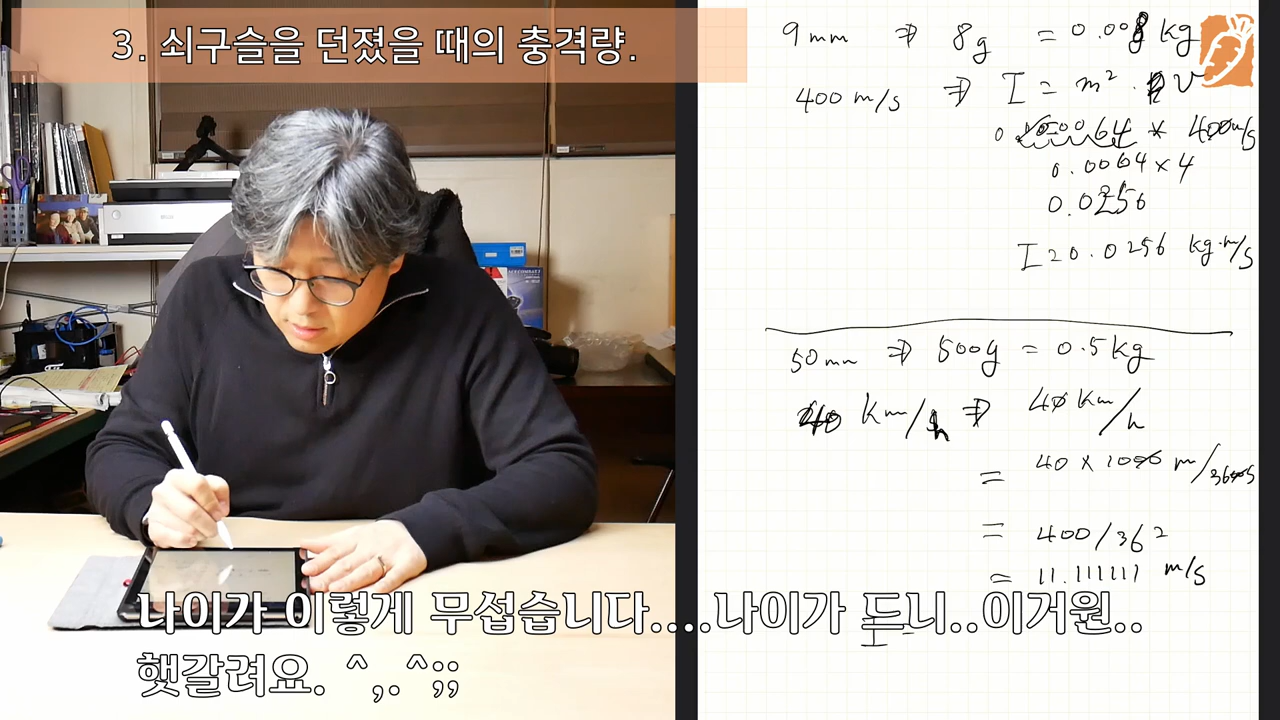 3. 쇠구슬을 던졌을 때의 충격량.
9mm ⇒ 8g = 0.008 kg
400 m/s ⇒ I = m² · v
64 * 400m/s
0.0064 x 4
0.0256
I = 0.0256 kg·m/s
50mm ⇒ 500g = 0.5kg
40 km/h ⇒ 40 km/h
= 40 x 1000 m/3600s
= 400/36
= 11.111111 m/s
I =
나이가 이렇게 무섭습니다....나이가 드니..이거원..
햇갈려요. ^,.^;;